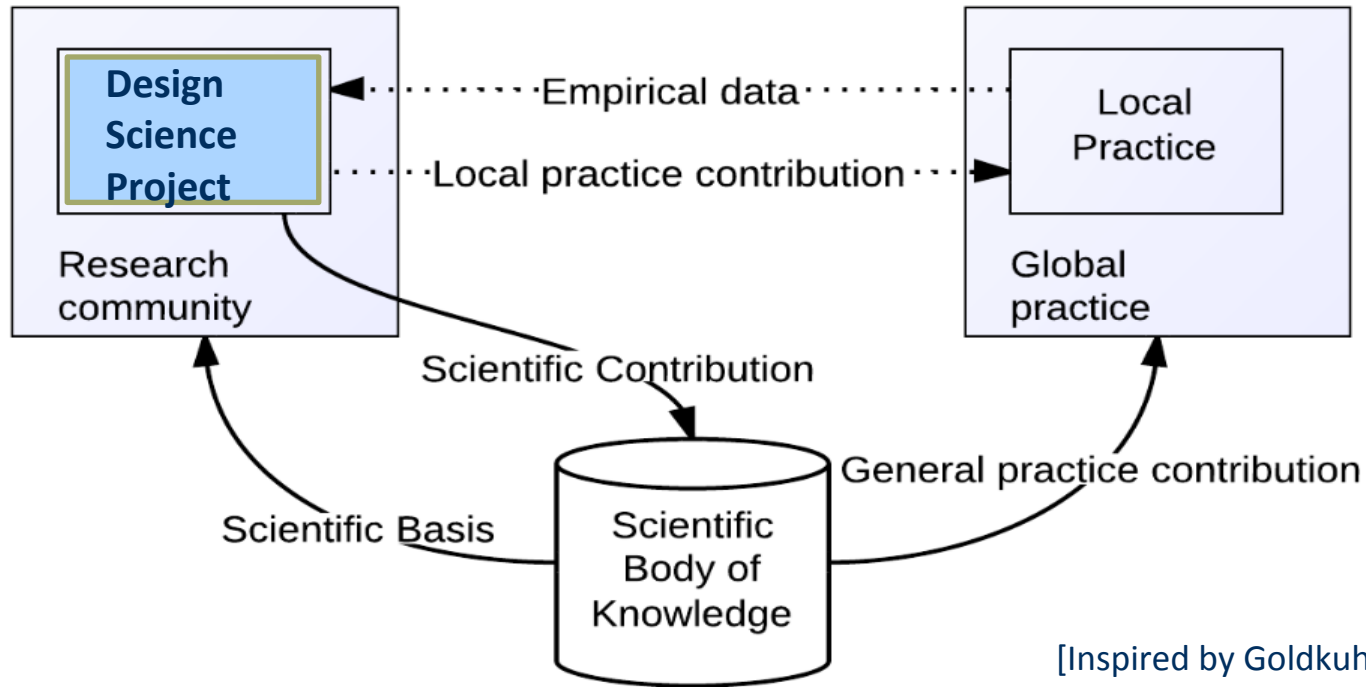 Design
Science
Project
Research
community
Empirical data
Local practice contribution
Local
Practice
Global
practice
Scientific Contribution
General practice contribution
Scientific Basis
Scientific
Body of
Knowledge
[Inspired by Goldkuh